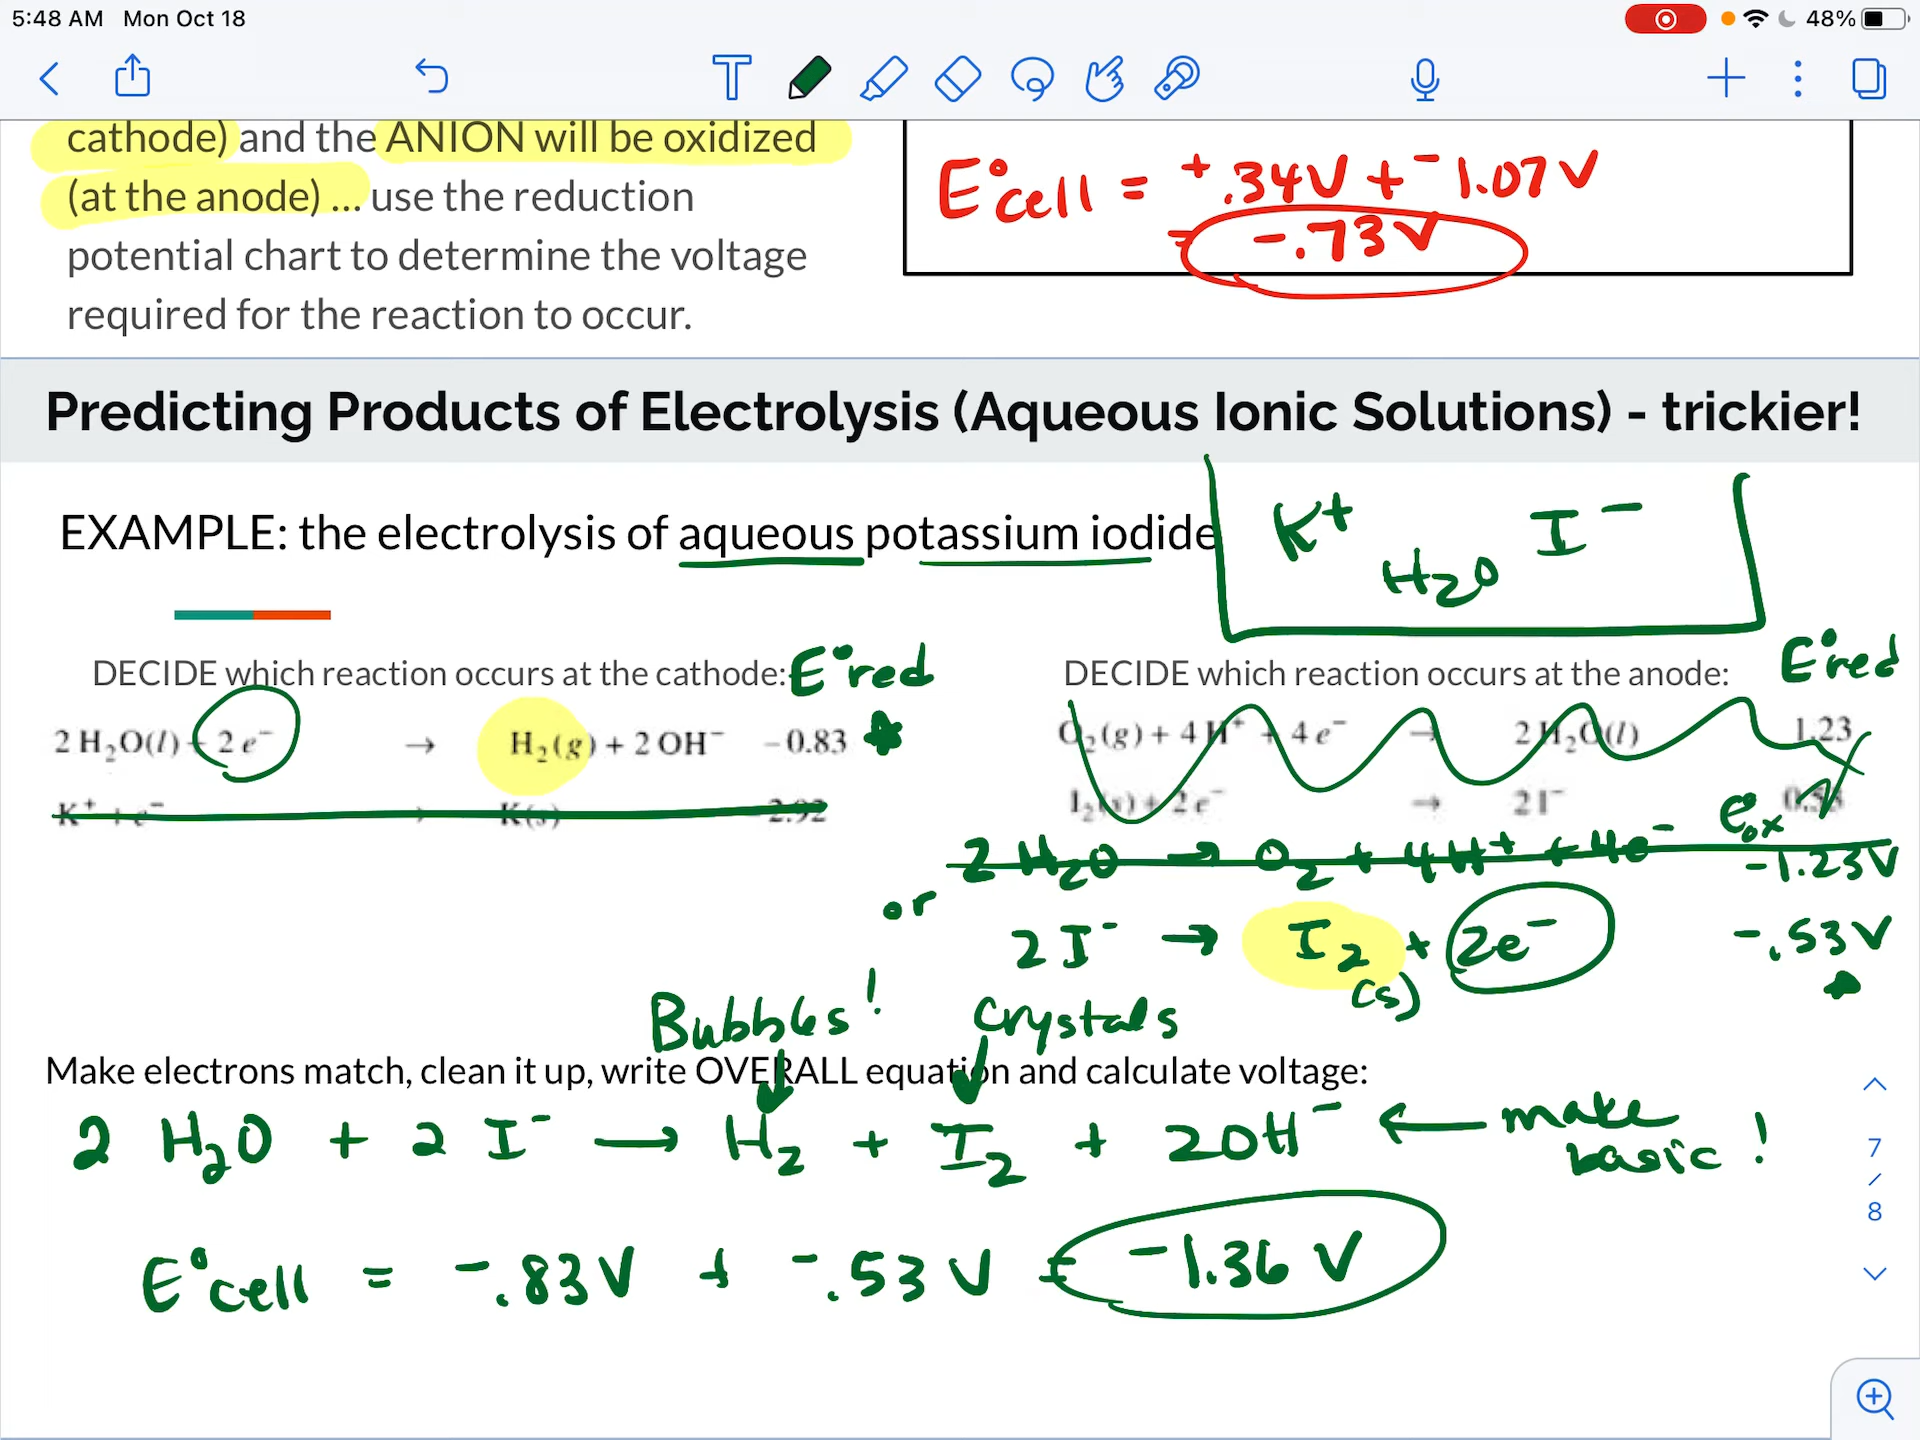 5:48 AM Mon Oct 18
48%
cathode) and the ANION will be oxidized
(at the anode) ... use the reduction
potential chart to determine the voltage
required for the reaction to occur.
E°cell = +.34V + -1.07V
= -.73V
Predicting Products of Electrolysis (Aqueous Ionic Solutions) - trickier!
EXAMPLE: the electrolysis of aqueous potassium iodide
K+ H2O I-
DECIDE which reaction occurs at the cathode: E°red
2 H₂O(l) + 2 e⁻ → H₂(g) + 2 OH⁻ -0.83
K⁺ + e⁻ → K(s) -2.92
DECIDE which reaction occurs at the anode: E°red
O₂(g) + 4 H⁺ + 4 e⁻ → 2 H₂O(l) 1.23
I₂(s) + 2 e⁻ → 2 I⁻ 0.53
e°ox
2 H2O → O2 + 4H+ + 4e- -1.23V
or
2 I- → I2 (s) + 2e- -.53V
Bubbles! Crystals
Make electrons match, clean it up, write OVERALL equation and calculate voltage:
2 H2O + 2 I- → H2 + I2 + 2OH- ← make basic!
E°cell = -.83V + -.53V = -1.36 V
7
/
8